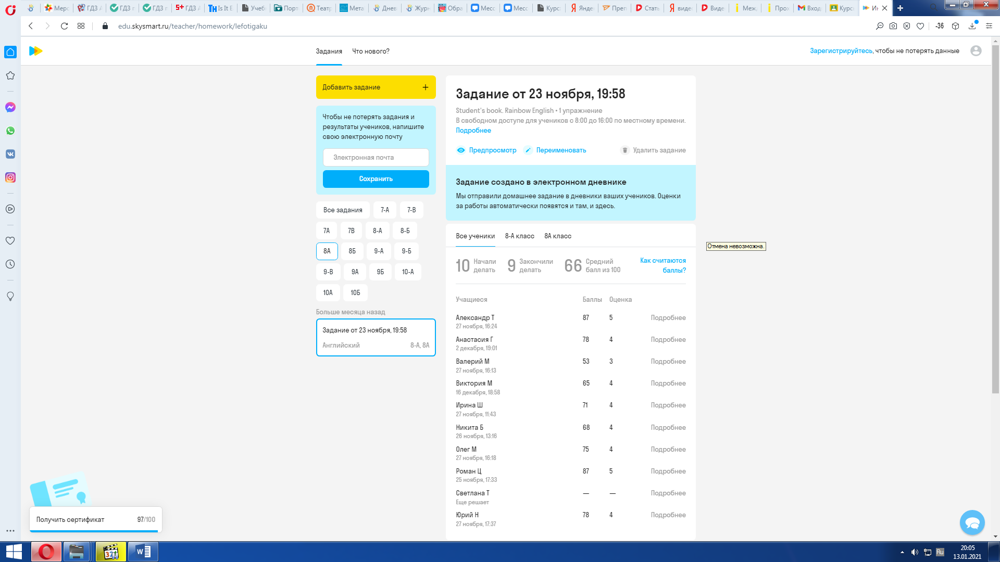 Мерс
ГДЗ А
ГДЗ г
ГДЗ г
5+ ГДЗ А
Th Is It E
Учеб
Порт
Театр
Мета
Днев
Журн
Обра
Месс
Месс
Курс
Янде
Преп
Стать
виде
Виде
Меж
Прох
Вход
Курс
Ин
edu.skysmart.ru/teacher/homework/lefotigaku
-36
Задания
Что нового?
Зарегистрируйтесь, чтобы не потерять данные
Добавить задание +
Чтобы не потерять задания и
результаты учеников, напишите
свою электронную почту
Электронная почта
Сохранить
Все задания 7-А 7-В
7А 7В 8-А 8-Б
8А 8Б 9-А 9-Б
9-В 9А 9Б 10-А
10А 10Б
Больше месяца назад
Задание от 23 ноября, 19:58
Английский 8-А, 8А
Задание от 23 ноября, 19:58
Student's book. Rainbow English • 1 упражнение
В свободном доступе для учеников с 8:00 до 16:00 по местному времени.
Подробнее
Предпросмотр Переименовать Удалить задание
Задание создано в электронном дневнике
Мы отправили домашнее задание в дневники ваших учеников. Оценки
за работы автоматически появятся и там, и здесь.
Все ученики 8-А класс 8А класс
10 Начали делать 9 Закончили делать 66 Средний балл из 100 Как считаются баллы?
Учащиеся Баллы Оценка
Александр Т 87 5 Подробнее
27 ноября, 16:24
Анастасия Г 78 4 Подробнее
2 декабря, 19:01
Валерий М 53 3 Подробнее
27 ноября, 16:13
Виктория М 65 4 Подробнее
16 декабря, 18:58
Ирина Ш 71 4 Подробнее
27 ноября, 11:43
Никита Б 68 4 Подробнее
26 ноября, 13:16
Олег М 75 4 Подробнее
27 ноября, 16:18
Роман Ц 87 5 Подробнее
25 ноября, 17:33
Светлана Т — — Подробнее
Еще решает
Юрий Н 78 4 Подробнее
27 ноября, 17:37
Отмена невозможна.
Получить сертификат 97/100
321
Ru
20:05
13.01.2021